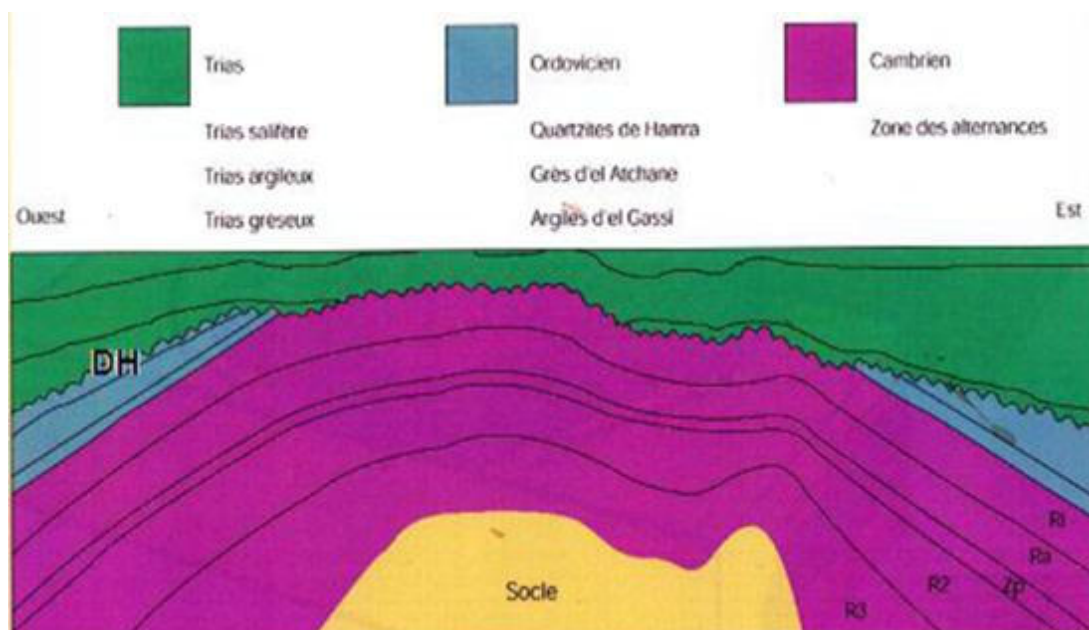 Trias
Ordovicien
Cambrien
Trias salifère
Quartzites de Hamra
Zone des alternances
Trias argileux
Grès d'el Atchane
Trias gréseux
Argiles d'el Gassi
Ouest
Est
DH
Ri
Ra
Zp
R2
R3
Socle